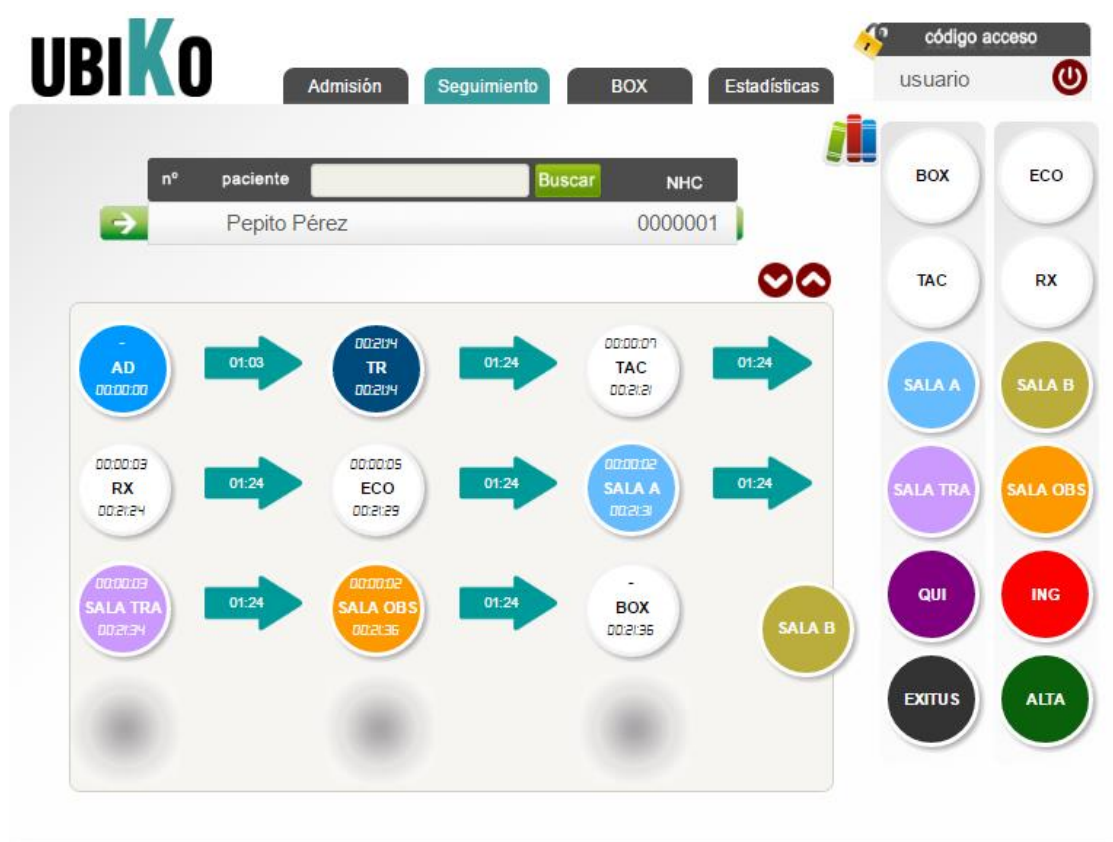 UBIKO
código acceso
usuario
Admisión Seguimiento BOX Estadísticas
nº paciente Buscar NHC
Pepito Pérez 0000001
BOX ECO
TAC RX
SALA A SALA B
SALA TRA SALA OBS
QUI ING
EXITUS ALTA
-
AD
00:00:00
01:03
00:21:14
TR
00:21:14
01:24
00:00:07
TAC
00:21:21
01:24
00:00:03
RX
00:21:24
01:24
00:00:05
ECO
00:21:29
01:24
00:00:02
SALA A
00:21:31
01:24
00:00:03
SALA TRA
00:21:34
01:24
00:00:02
SALA OBS
00:21:36
01:24
-
BOX
00:21:36
SALA B